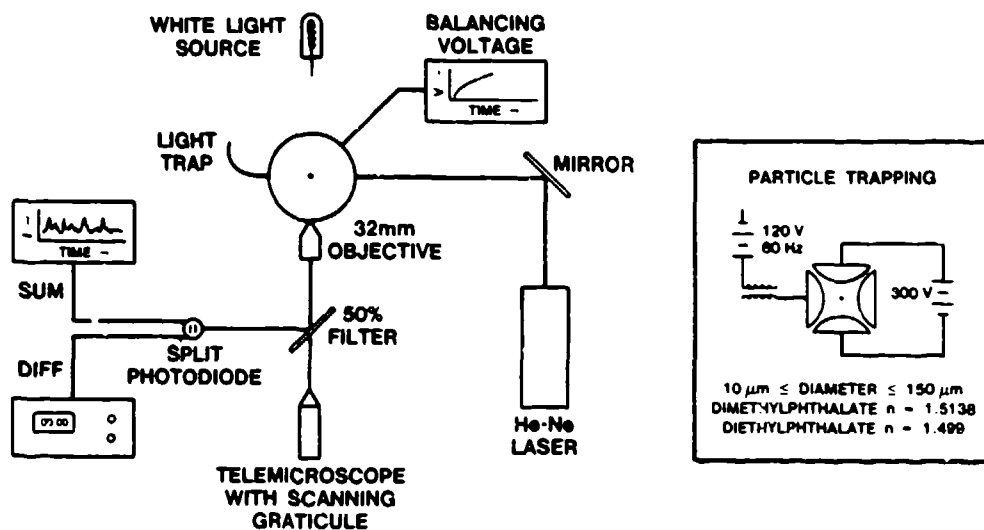 WHITE LIGHT
SOURCE
BALANCING
VOLTAGE
V
TIME
LIGHT
TRAP
MIRROR
32mm
OBJECTIVE
I
TIME
SUM
50%
FILTER
SPLIT
PHOTODIODE
DIFF
He-Ne
LASER
TELEMICROSCOPE
WITH SCANNING
GRATICULE
PARTICLE TRAPPING
120 V
60 Hz
300 V
10 μm ≤ DIAMETER ≤ 150 μm
DIMETHYLPHTHALATE n = 1.5138
DIETHYLPHTHALATE n = 1.499